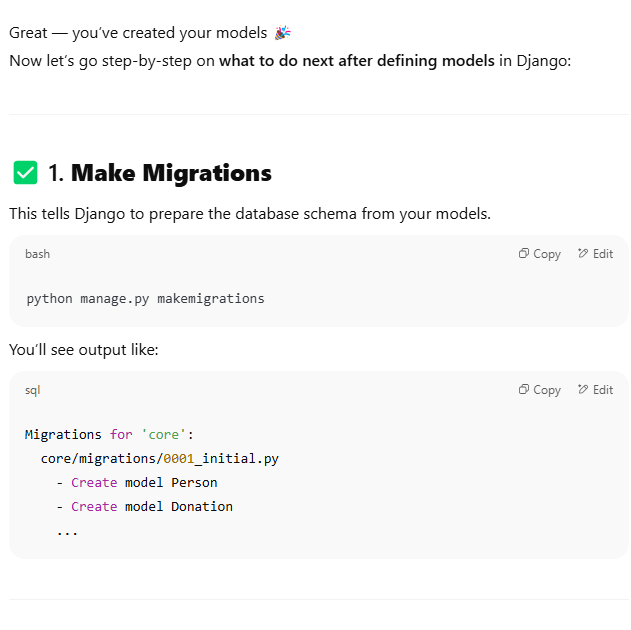 Great — you've created your models 🎉
Now let's go step-by-step on what to do next after defining models in Django:
✅ 1. Make Migrations
This tells Django to prepare the database schema from your models.
bash Copy Edit
python manage.py makemigrations
You'll see output like:
sql Copy Edit
Migrations for 'core':
  core/migrations/0001_initial.py
    - Create model Person
    - Create model Donation
    ...